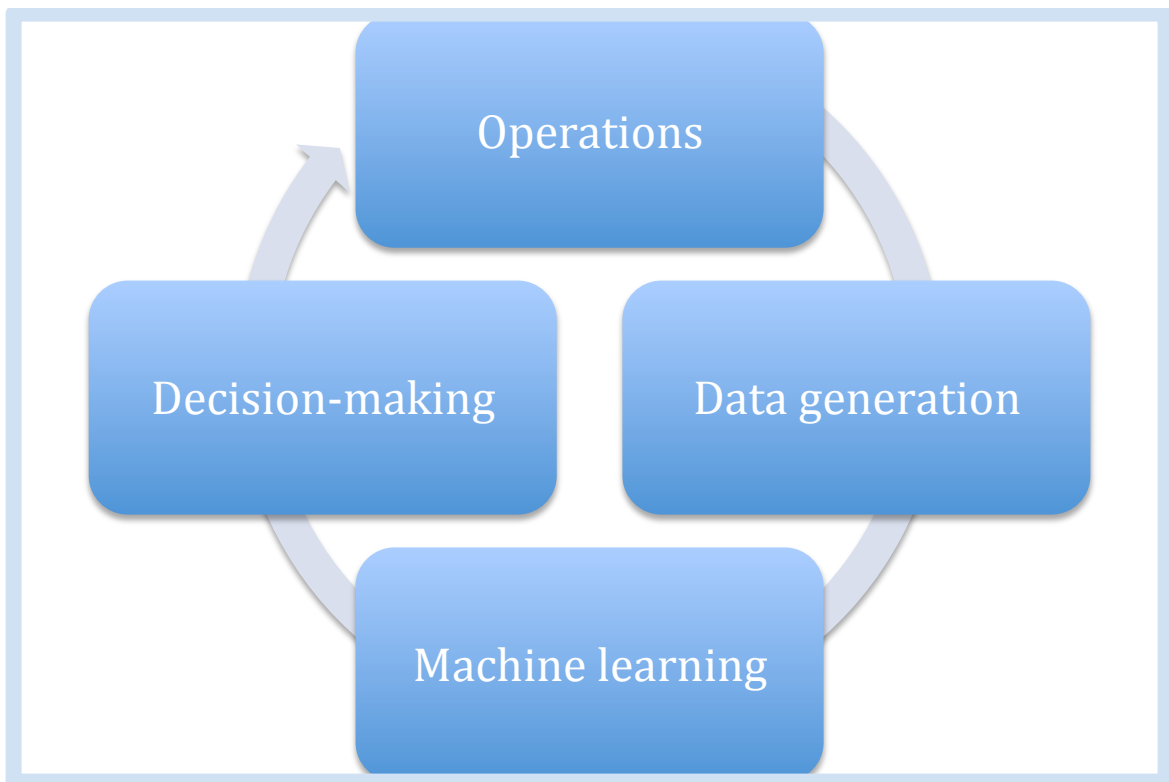 Operations
Decision-making
Data generation
Machine learning